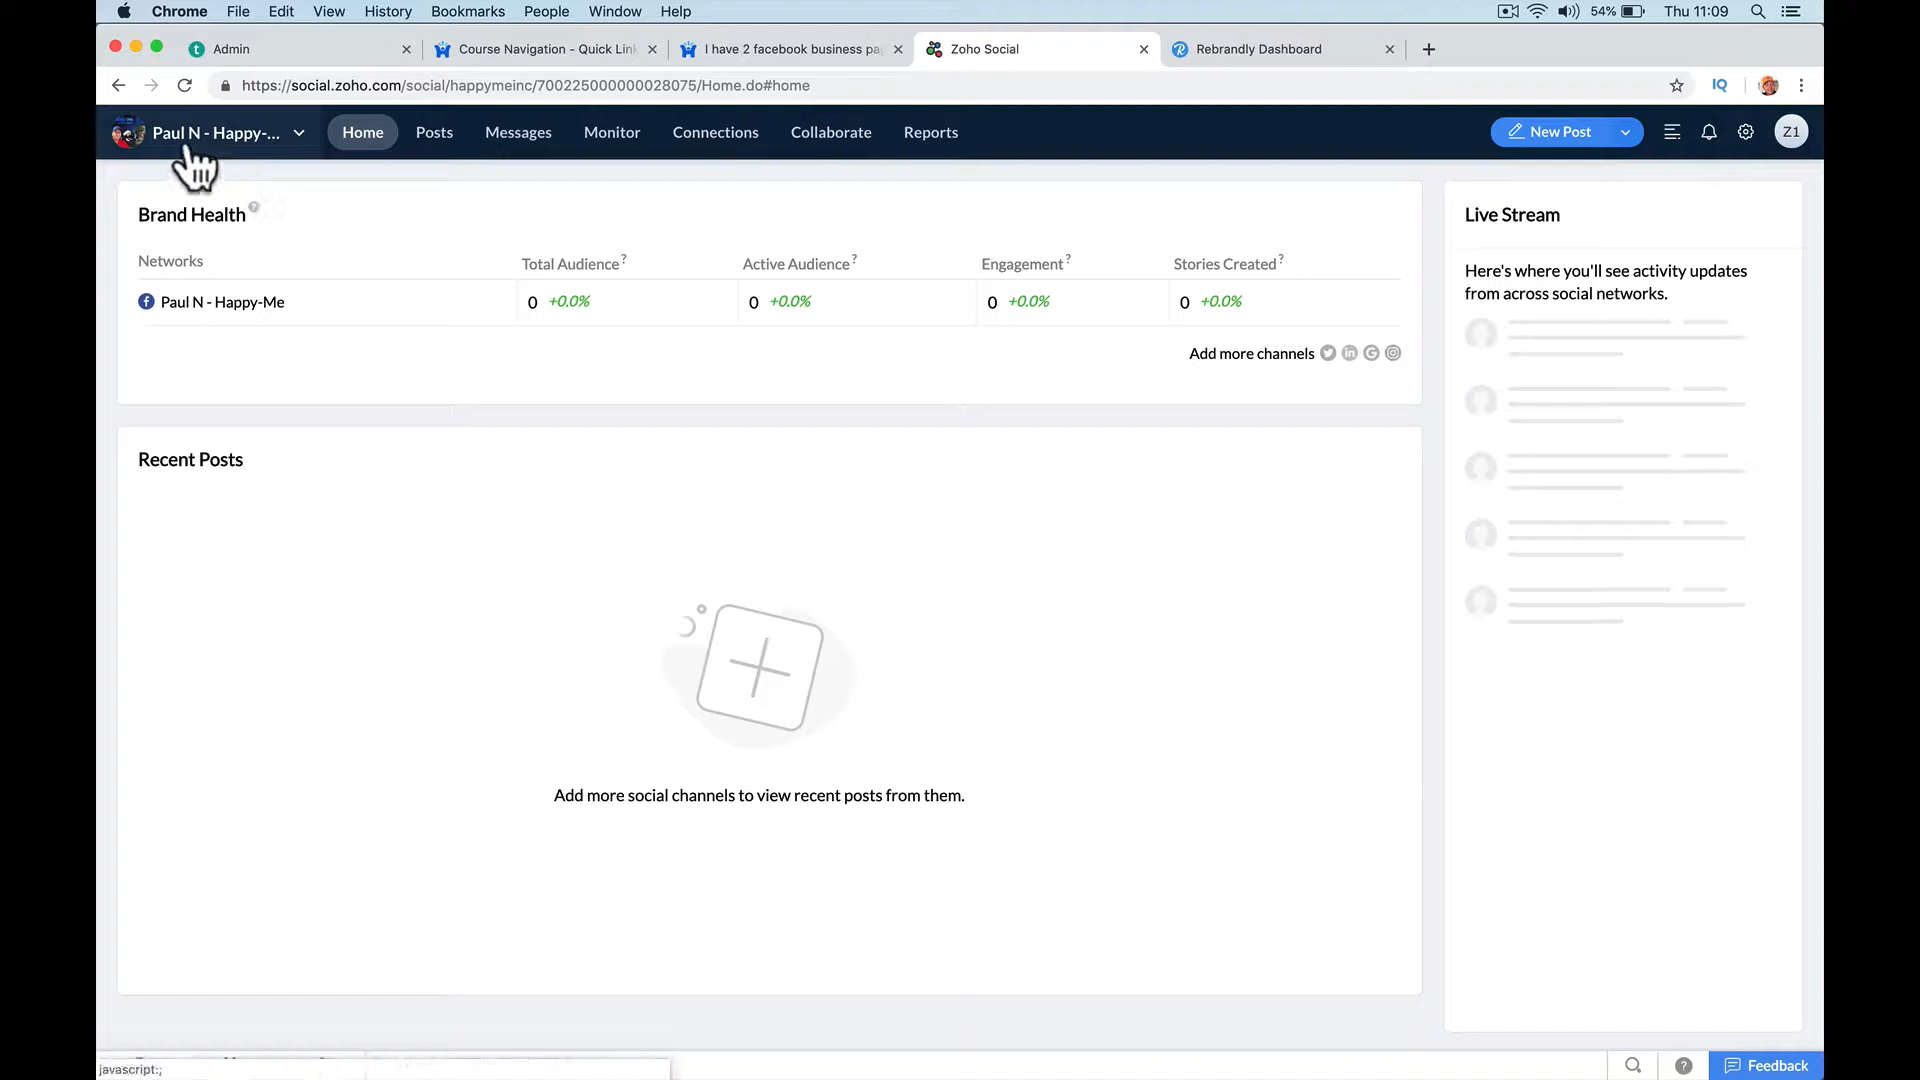 Chrome File Edit View History Bookmarks People Window Help 54% Thu 11:09
Admin Course Navigation - Quick Link I have 2 facebook business pa Zoho Social Rebrandly Dashboard
https://social.zoho.com/social/happymeinc/700225000000028075/Home.do#home IQ
Paul N - Happy-... Home Posts Messages Monitor Connections Collaborate Reports New Post Z1
Brand Health ?
Networks Total Audience ? Active Audience ? Engagement ? Stories Created ?
Paul N - Happy-Me 0 +0.0% 0 +0.0% 0 +0.0% 0 +0.0%
Add more channels
Recent Posts
Add more social channels to view recent posts from them.
Live Stream
Here's where you'll see activity updates
from across social networks.
javascript:;
Feedback